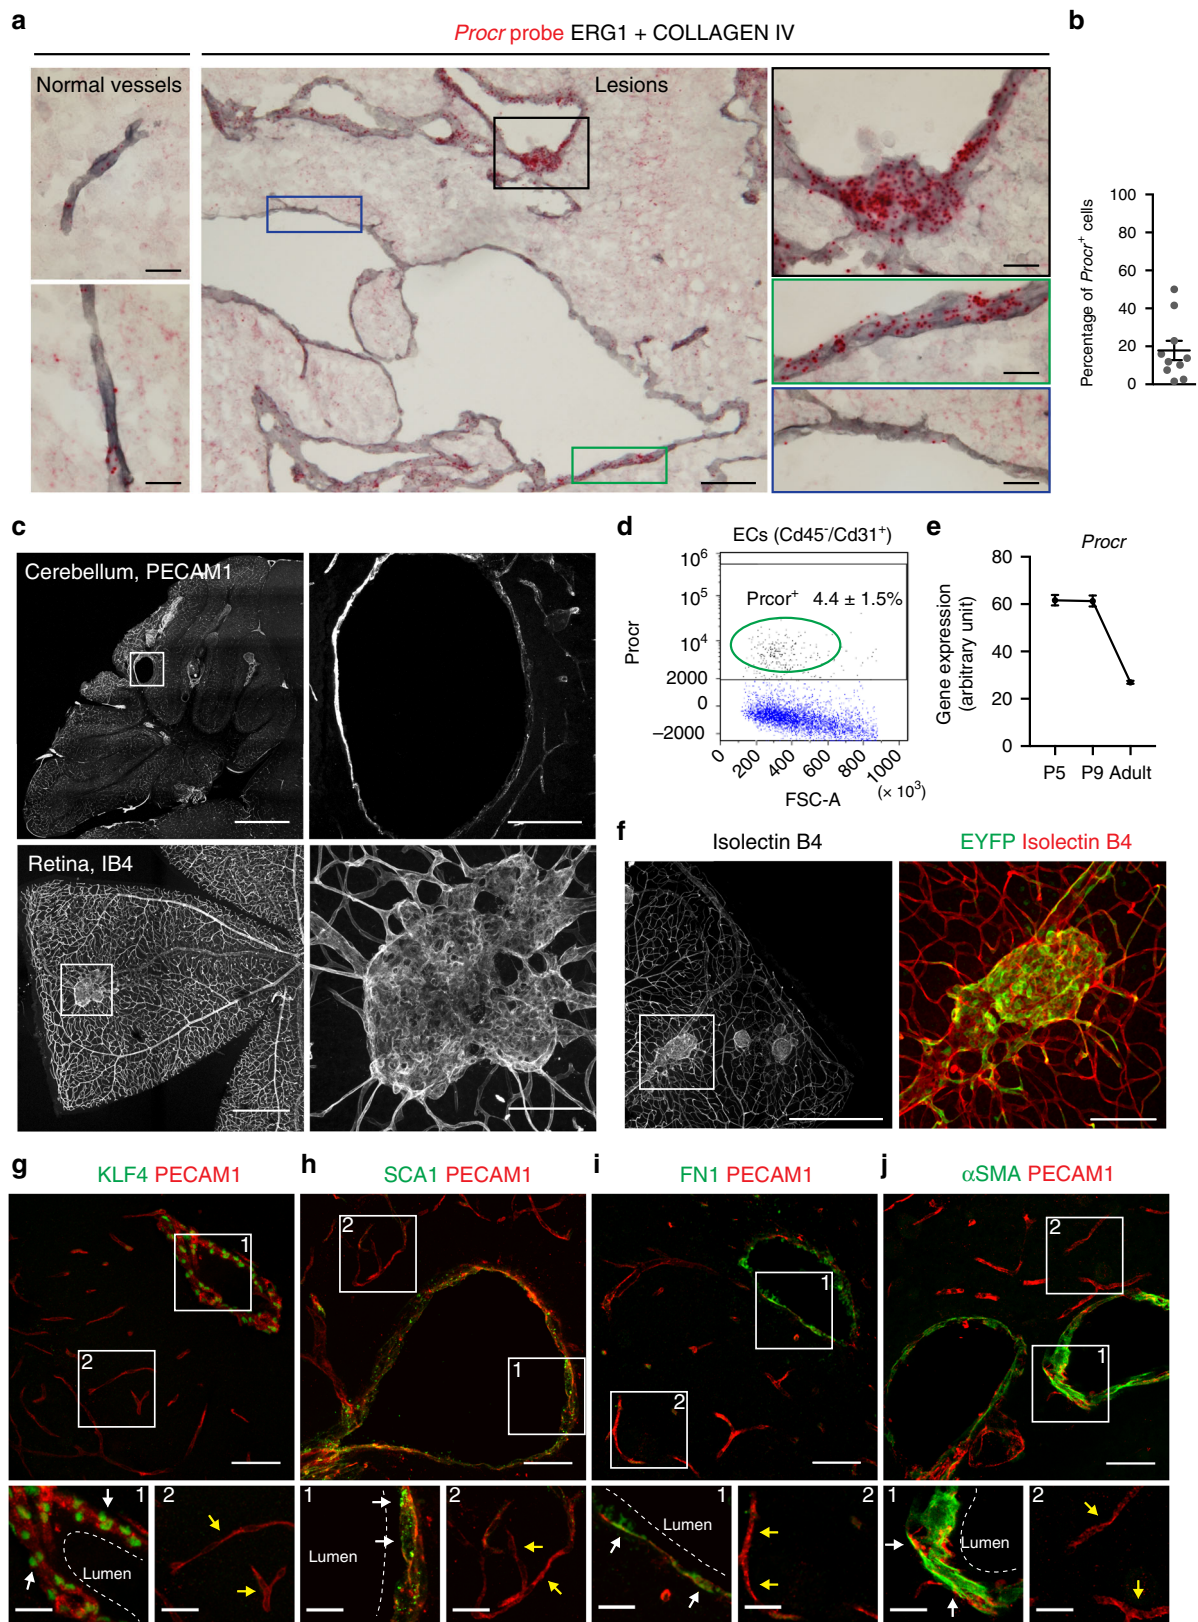 a
Procr probe ERG1 + COLLAGEN IV
Normal vessels
Lesions
b
Percentage of Procr+ cells
100
80
60
40
20
0
c
Cerebellum, PECAM1
Retina, IB4
d
ECs (Cd45-/Cd31+)
Prcor+ 4.4 ± 1.5%
Procr
10^6
10^5
10^4
2000
0
−2000
0
200
400
600
800
1000
(× 10^3)
FSC-A
e
Procr
Gene expression
(arbitrary unit)
80
60
40
20
0
P5 P9 Adult
f
Isolectin B4
EYFP Isolectin B4
g
KLF4 PECAM1
1
2
1
Lumen
2
h
SCA1 PECAM1
2
1
1
Lumen
2
i
FN1 PECAM1
1
2
1
Lumen
2
j
αSMA PECAM1
2
1
1
Lumen
2